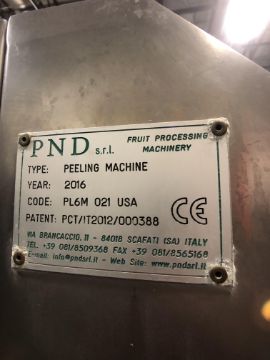 PND s.r.l. FRUIT PROCESSING MACHINERY
TYPE: PEELING MACHINE
YEAR: 2016
CODE: PL6M 021 USA
PATENT: PCT/IT2012/000388 CE
VIA BRANCACCIO, 11 - 84018 SCAFATI (SA) ITALY
TEL. +39 081/8509368 FAX +39 081/8565168
E-mail: info@pndsrl.it - Web Site: www.pndsrl.it